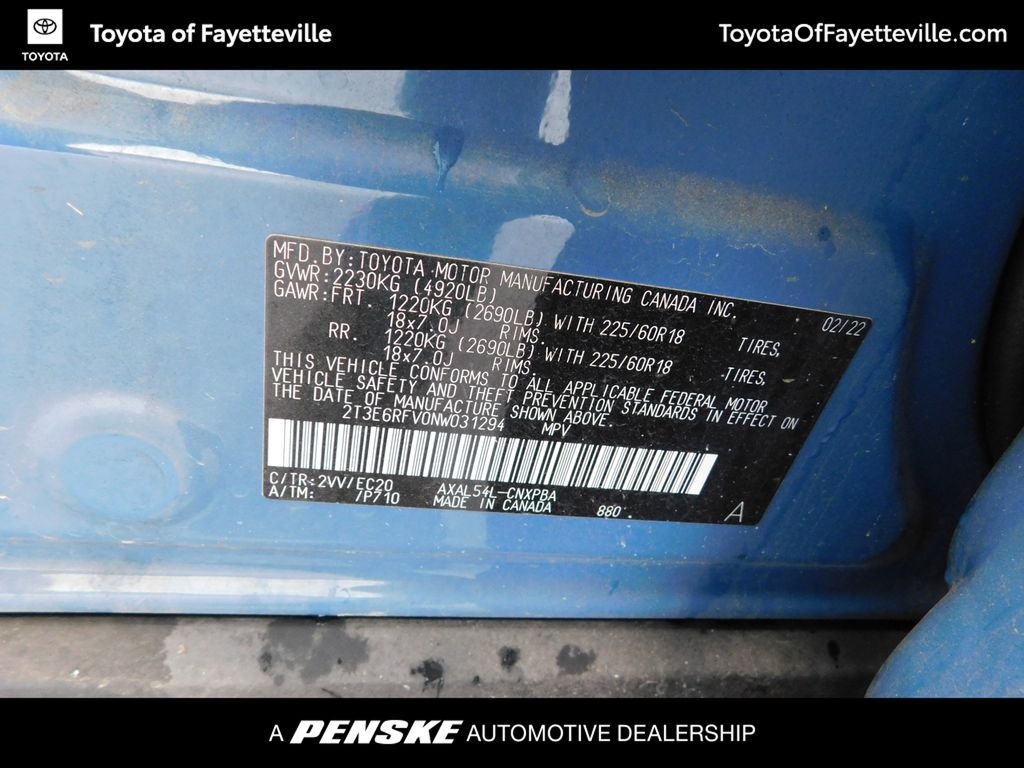 TOYOTA
Toyota of Fayetteville
ToyotaOfFayetteville.com
MFD. BY: TOYOTA MOTOR MANUFACTURING CANADA INC.
GVWR: 2230KG (4920LB) 02/22
GAWR: FRT. 1220KG (2690LB) WITH 225/60R18 TIRES,
18x7.0J RIMS.
RR. 1220KG (2690LB) WITH 225/60R18 TIRES,
18x7.0J RIMS.
THIS VEHICLE CONFORMS TO ALL APPLICABLE FEDERAL MOTOR
VEHICLE SAFETY AND THEFT PREVENTION STANDARDS IN EFFECT ON
THE DATE OF MANUFACTURE SHOWN ABOVE.
2T3E6RFV0NW031294 MPV
C/TR: 2VV/EC20 AXAL54L-CNXPBA
A/TM: /P710 MADE IN CANADA 880 A
A PENSKE AUTOMOTIVE DEALERSHIP